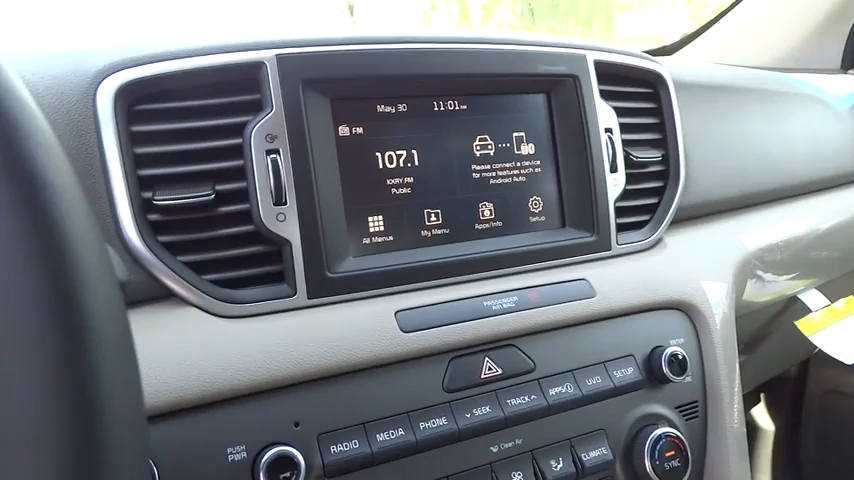 May 30 11:01 AM
FM
107.1
KXRY.FM
Public
Please connect a device
for more features such as
Android Auto.
All Menus
My Menu
Apps/Info
Setup
PASSENGER
AIR BAG
ENTER
PUSH
PWR
RADIO
MEDIA
PHONE
SEEK
TRACK
APPS/
UVO
SETUP
Clean Air
CLIMATE
SYNC